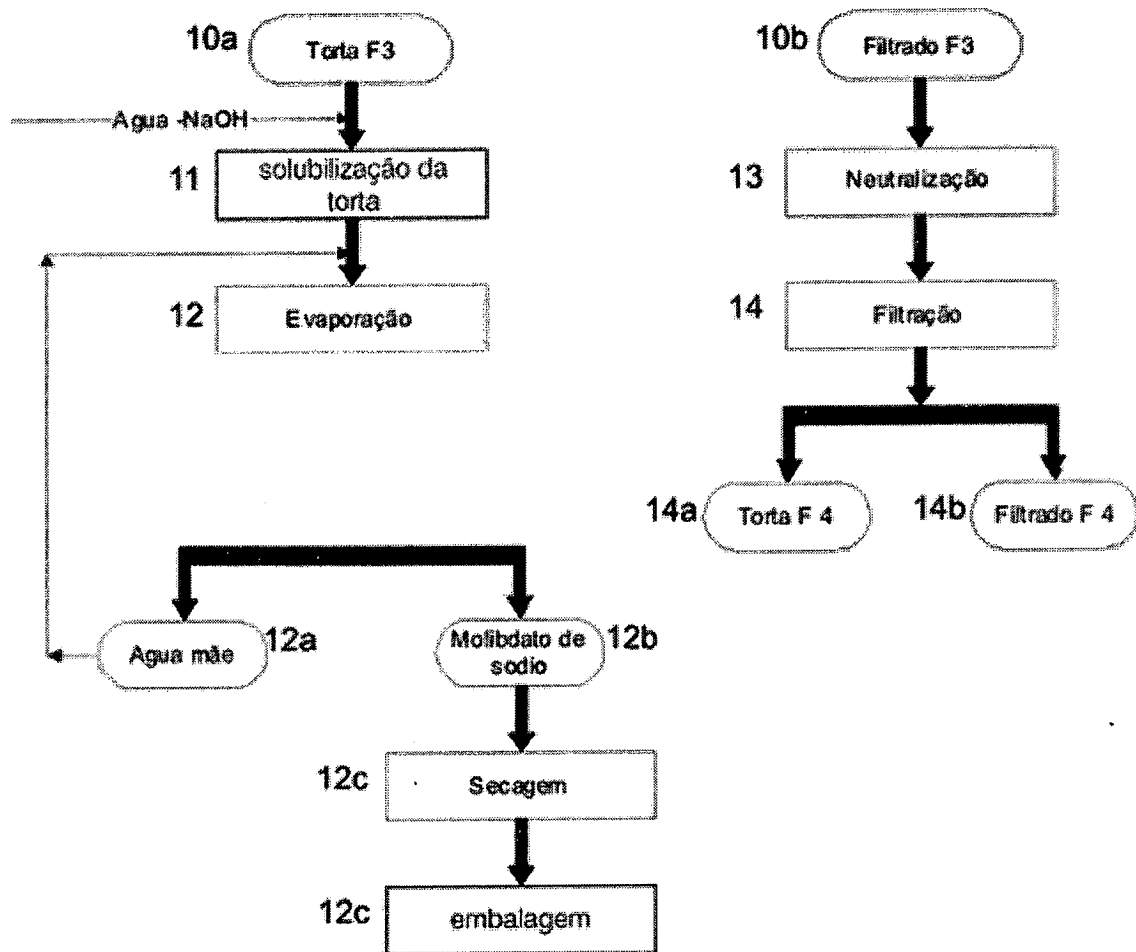 10a
Torta F3
Agua -NaOH
11
solubilização da
torta
12
Evaporação
Agua mãe
12a
Molibdato de
sodio
12b
12c
Secagem
12c
embalagem
10b
Filtrado F3
13
Neutralização
14
Filtração
14a
Torta F 4
14b
Filtrado F 4